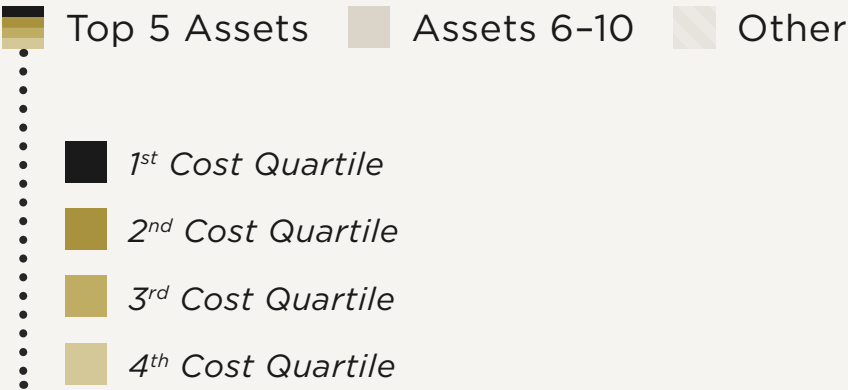 Top 5 Assets Assets 6–10 Other
1st Cost Quartile
2nd Cost Quartile
3rd Cost Quartile
4th Cost Quartile